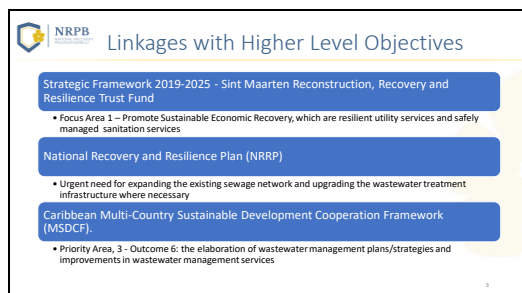 NRPB
NATIONAL RECOVERY
PROGRAM BUREAU
Linkages with Higher Level Objectives
Strategic Framework 2019-2025 - Sint Maarten Reconstruction, Recovery and
Resilience Trust Fund
• Focus Area 1 – Promote Sustainable Economic Recovery, which are resilient utility services and safely
managed sanitation services
National Recovery and Resilience Plan (NRRP)
• Urgent need for expanding the existing sewage network and upgrading the wastewater treatment
infrastructure where necessary
Caribbean Multi-Country Sustainable Development Cooperation Framework
(MSDCF).
• Priority Area, 3 - Outcome 6: the elaboration of wastewater management plans/strategies and
improvements in wastewater management services
3